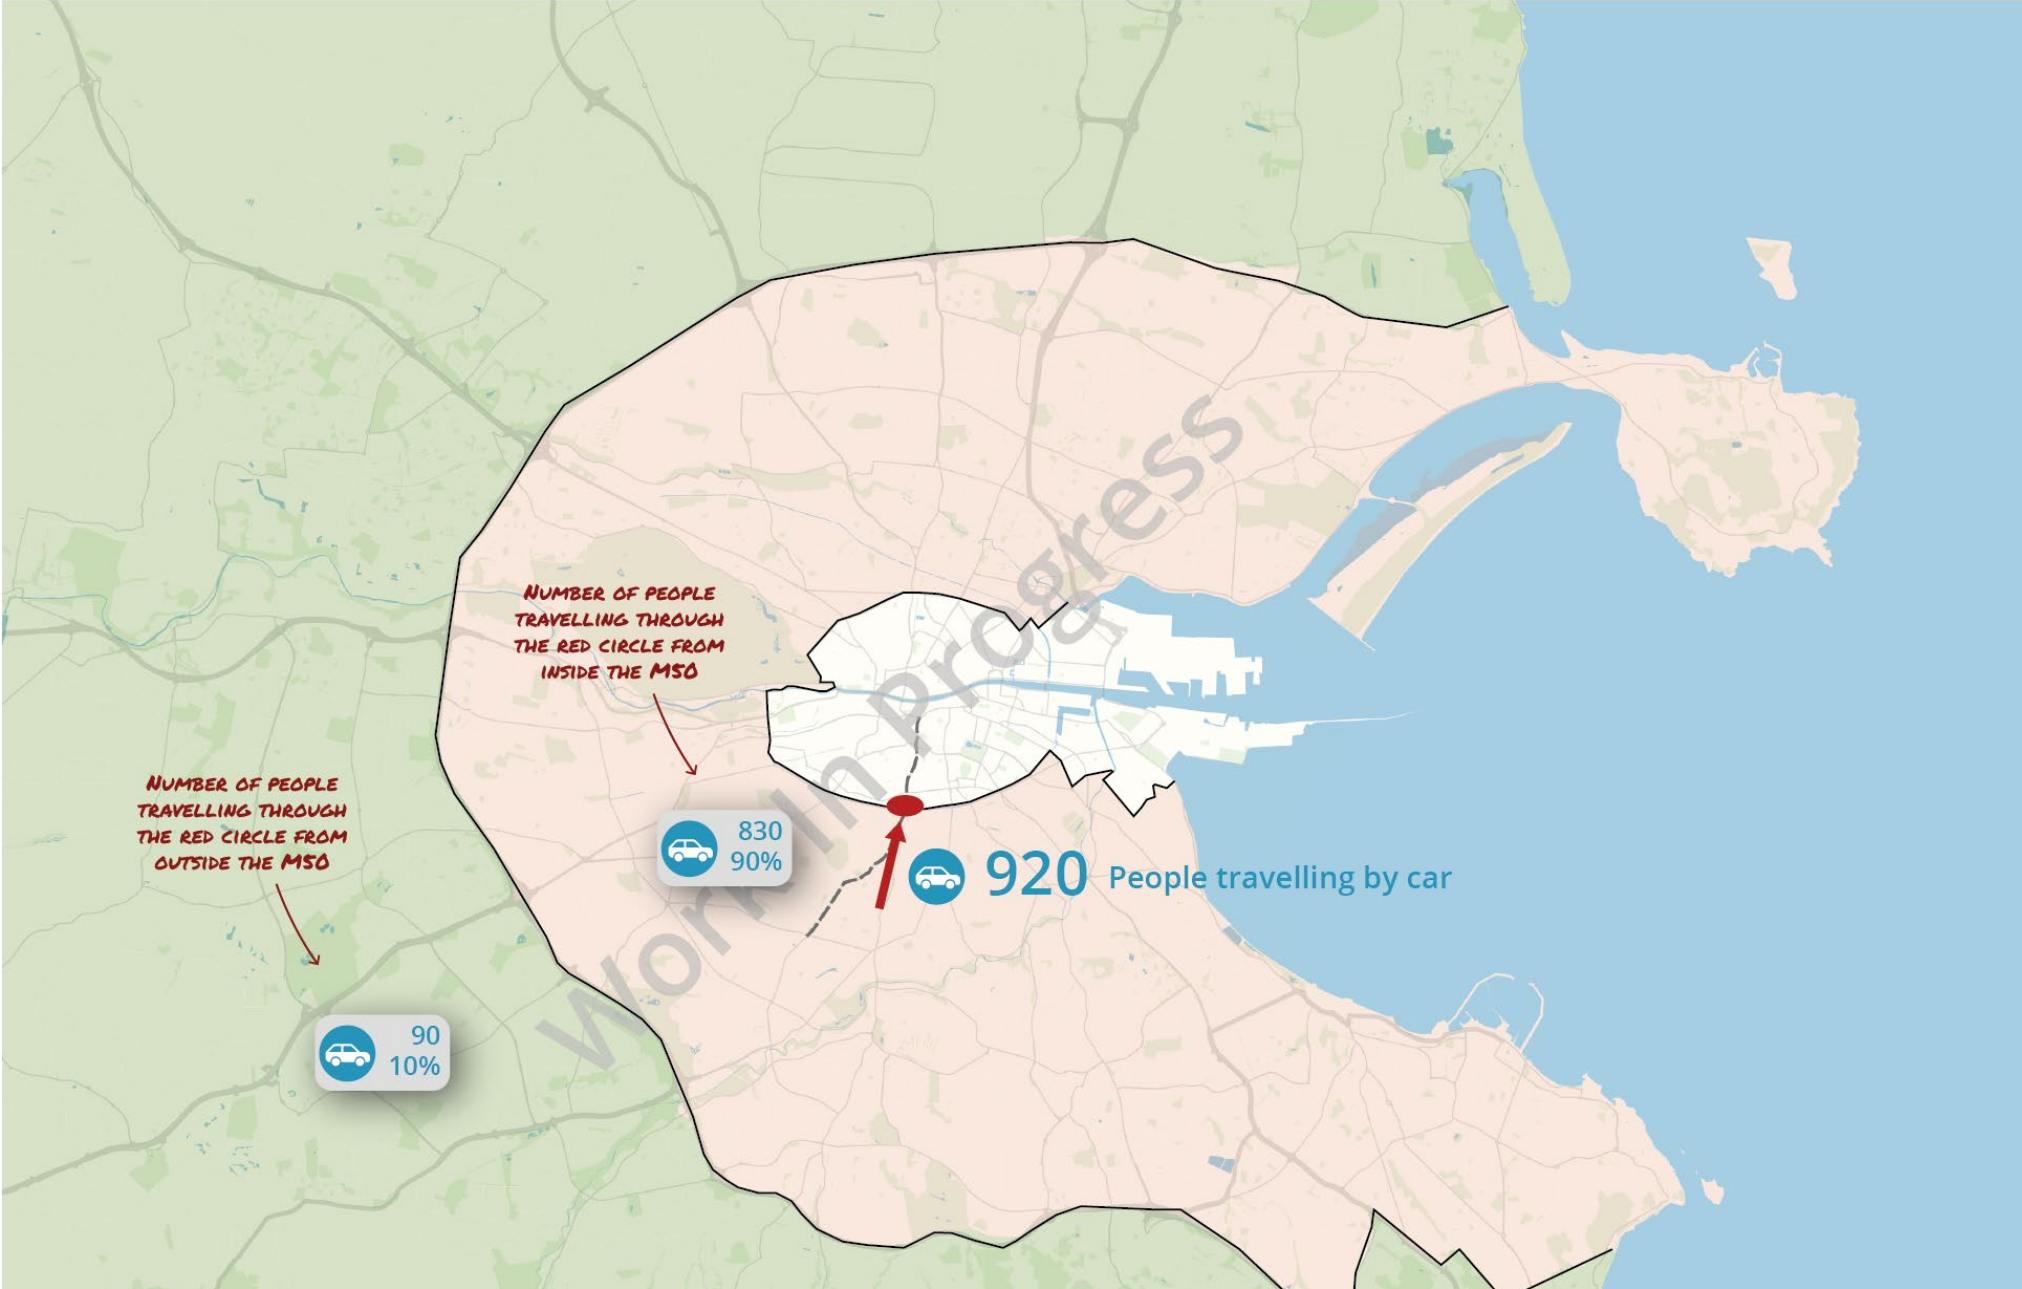 NUMBER OF PEOPLE
TRAVELLING THROUGH
THE RED CIRCLE FROM
INSIDE THE M50
NUMBER OF PEOPLE
TRAVELLING THROUGH
THE RED CIRCLE FROM
OUTSIDE THE M50
830
90%
920 People travelling by car
90
10%
Work In Progress